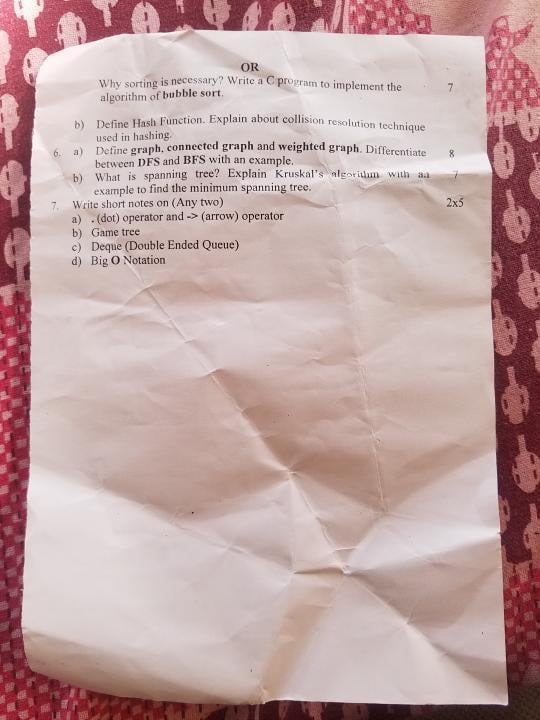 OR
Why sorting is necessary? Write a C program to implement the 7
algorithm of bubble sort.
b) Define Hash Function. Explain about collision resolution technique
used in hashing.
6. a) Define graph, connected graph and weighted graph. Differentiate 8
between DFS and BFS with an example.
b) What is spanning tree? Explain Kruskal's algorithm with an 7
example to find the minimum spanning tree.
7. Write short notes on (Any two) 2x5
a) . (dot) operator and -> (arrow) operator
b) Game tree
c) Deque (Double Ended Queue)
d) Big O Notation